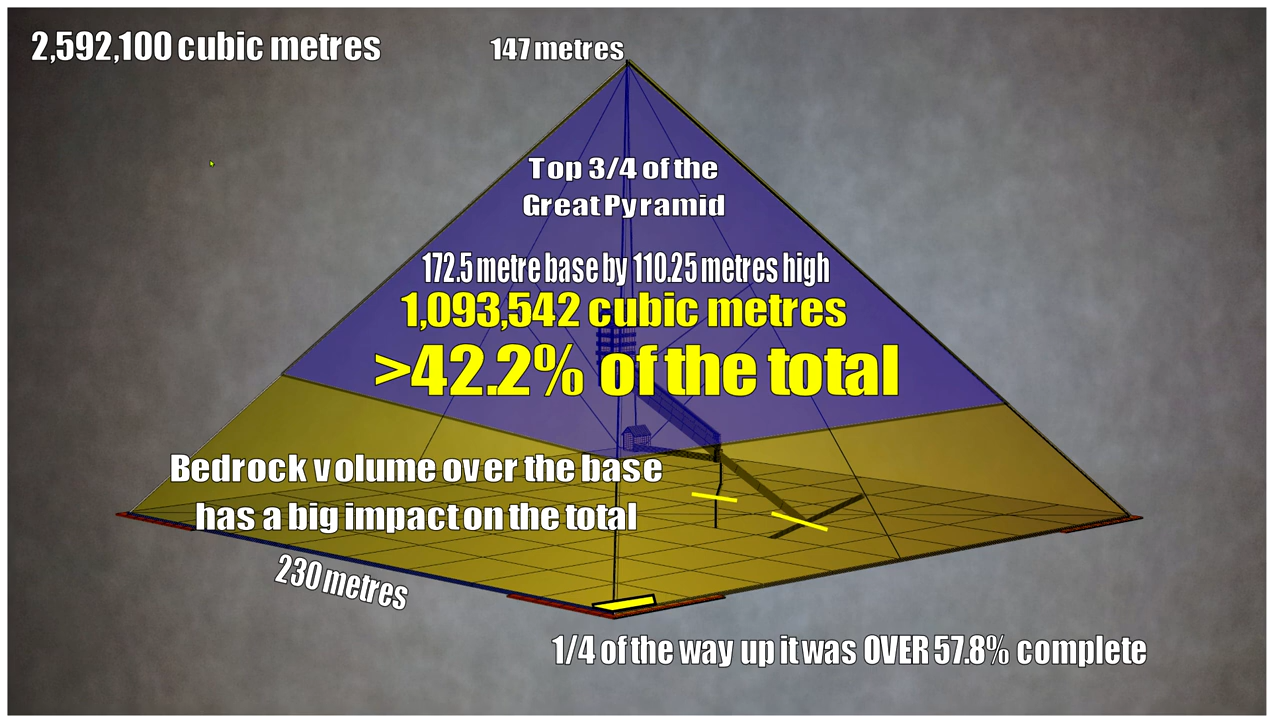 2,592,100 cubic metres
147 metres
Top 3/4 of the
Great Pyramid
172.5 metre base by 110.25 metres high
1,093,542 cubic metres
>42.2% of the total
Bedrock volume over the base
has a big impact on the total
230 metres
1/4 of the way up it was OVER 57.8% complete